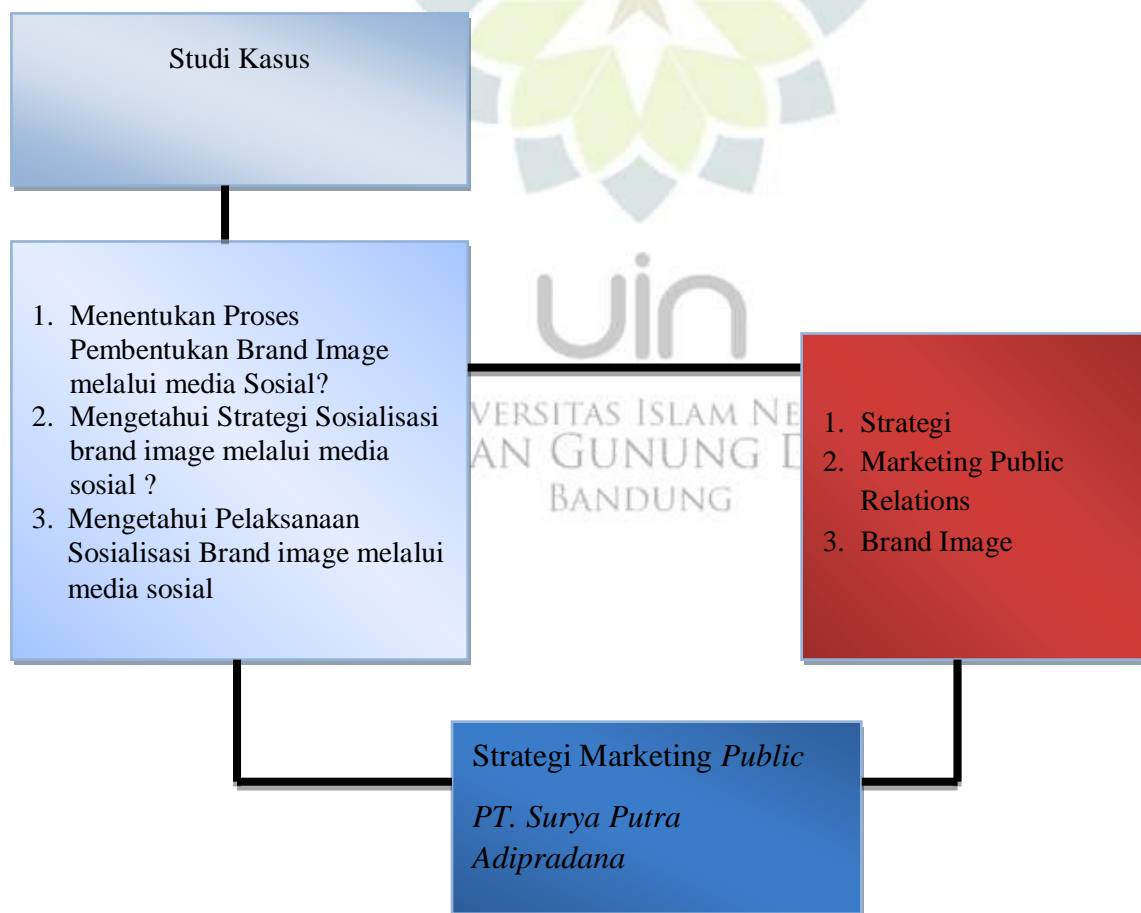 Studi Kasus
1. Menentukan Proses
Pembentukan Brand Image
melalui media Sosial?
2. Mengetahui Strategi Sosialisasi
brand image melalui media
sosial ?
3. Mengetahui Pelaksanaan
Sosialisasi Brand image melalui
media sosial
uin
VERSITAS ISLAM NE
AN GUNUNG D
BANDUNG
1. Strategi
2. Marketing Public
Relations
3. Brand Image
Strategi Marketing Public
PT. Surya Putra
Adipradana